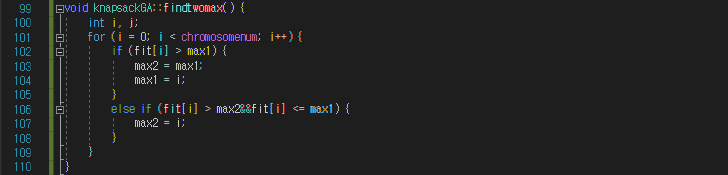 99 void knapsackGA::findtwomax() {
100 int i, j;
101 for (i = 0; i < chromosomenum; i++) {
102 if (fit[i] > max1) {
103 max2 = max1;
104 max1 = i;
105 }
106 else if (fit[i] > max2&&fit[i] <= max1) {
107 max2 = i;
108 }
109 }
110 }